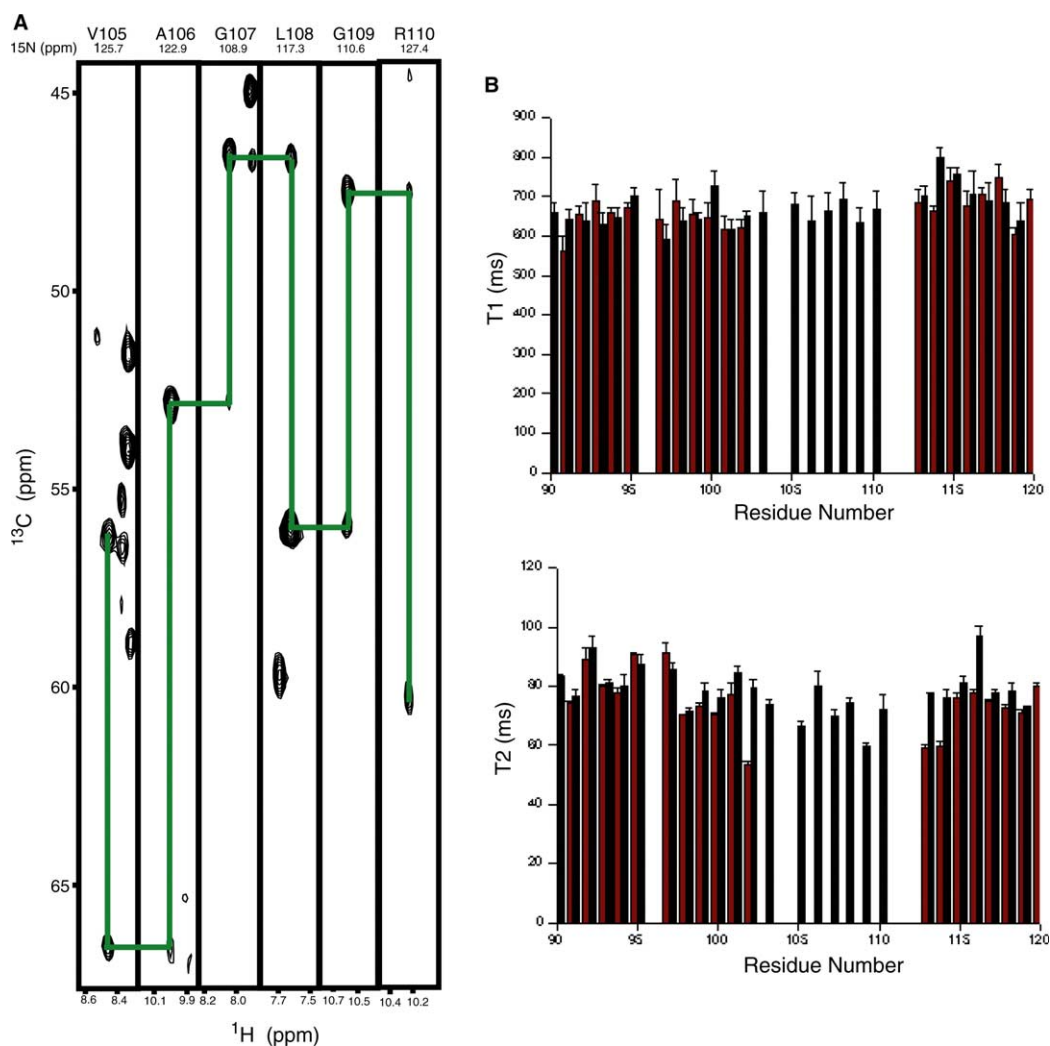 A
V105 A106 G107 L108 G109 R110
15N (ppm) 125.7 122.9 108.9 117.3 110.6 127.4
45
50
55
60
65
13C (ppm)
8.6 8.4 10.1 9.9 8.2 8.0 7.7 7.5 10.7 10.5 10.4 10.2
1H (ppm)
B
900
800
700
600
500
400
300
200
100
0
T1 (ms)
90 95 100 105 110 115 120
Residue Number
120
100
80
60
40
20
0
T2 (ms)
90 95 100 105 110 115 120
Residue Number